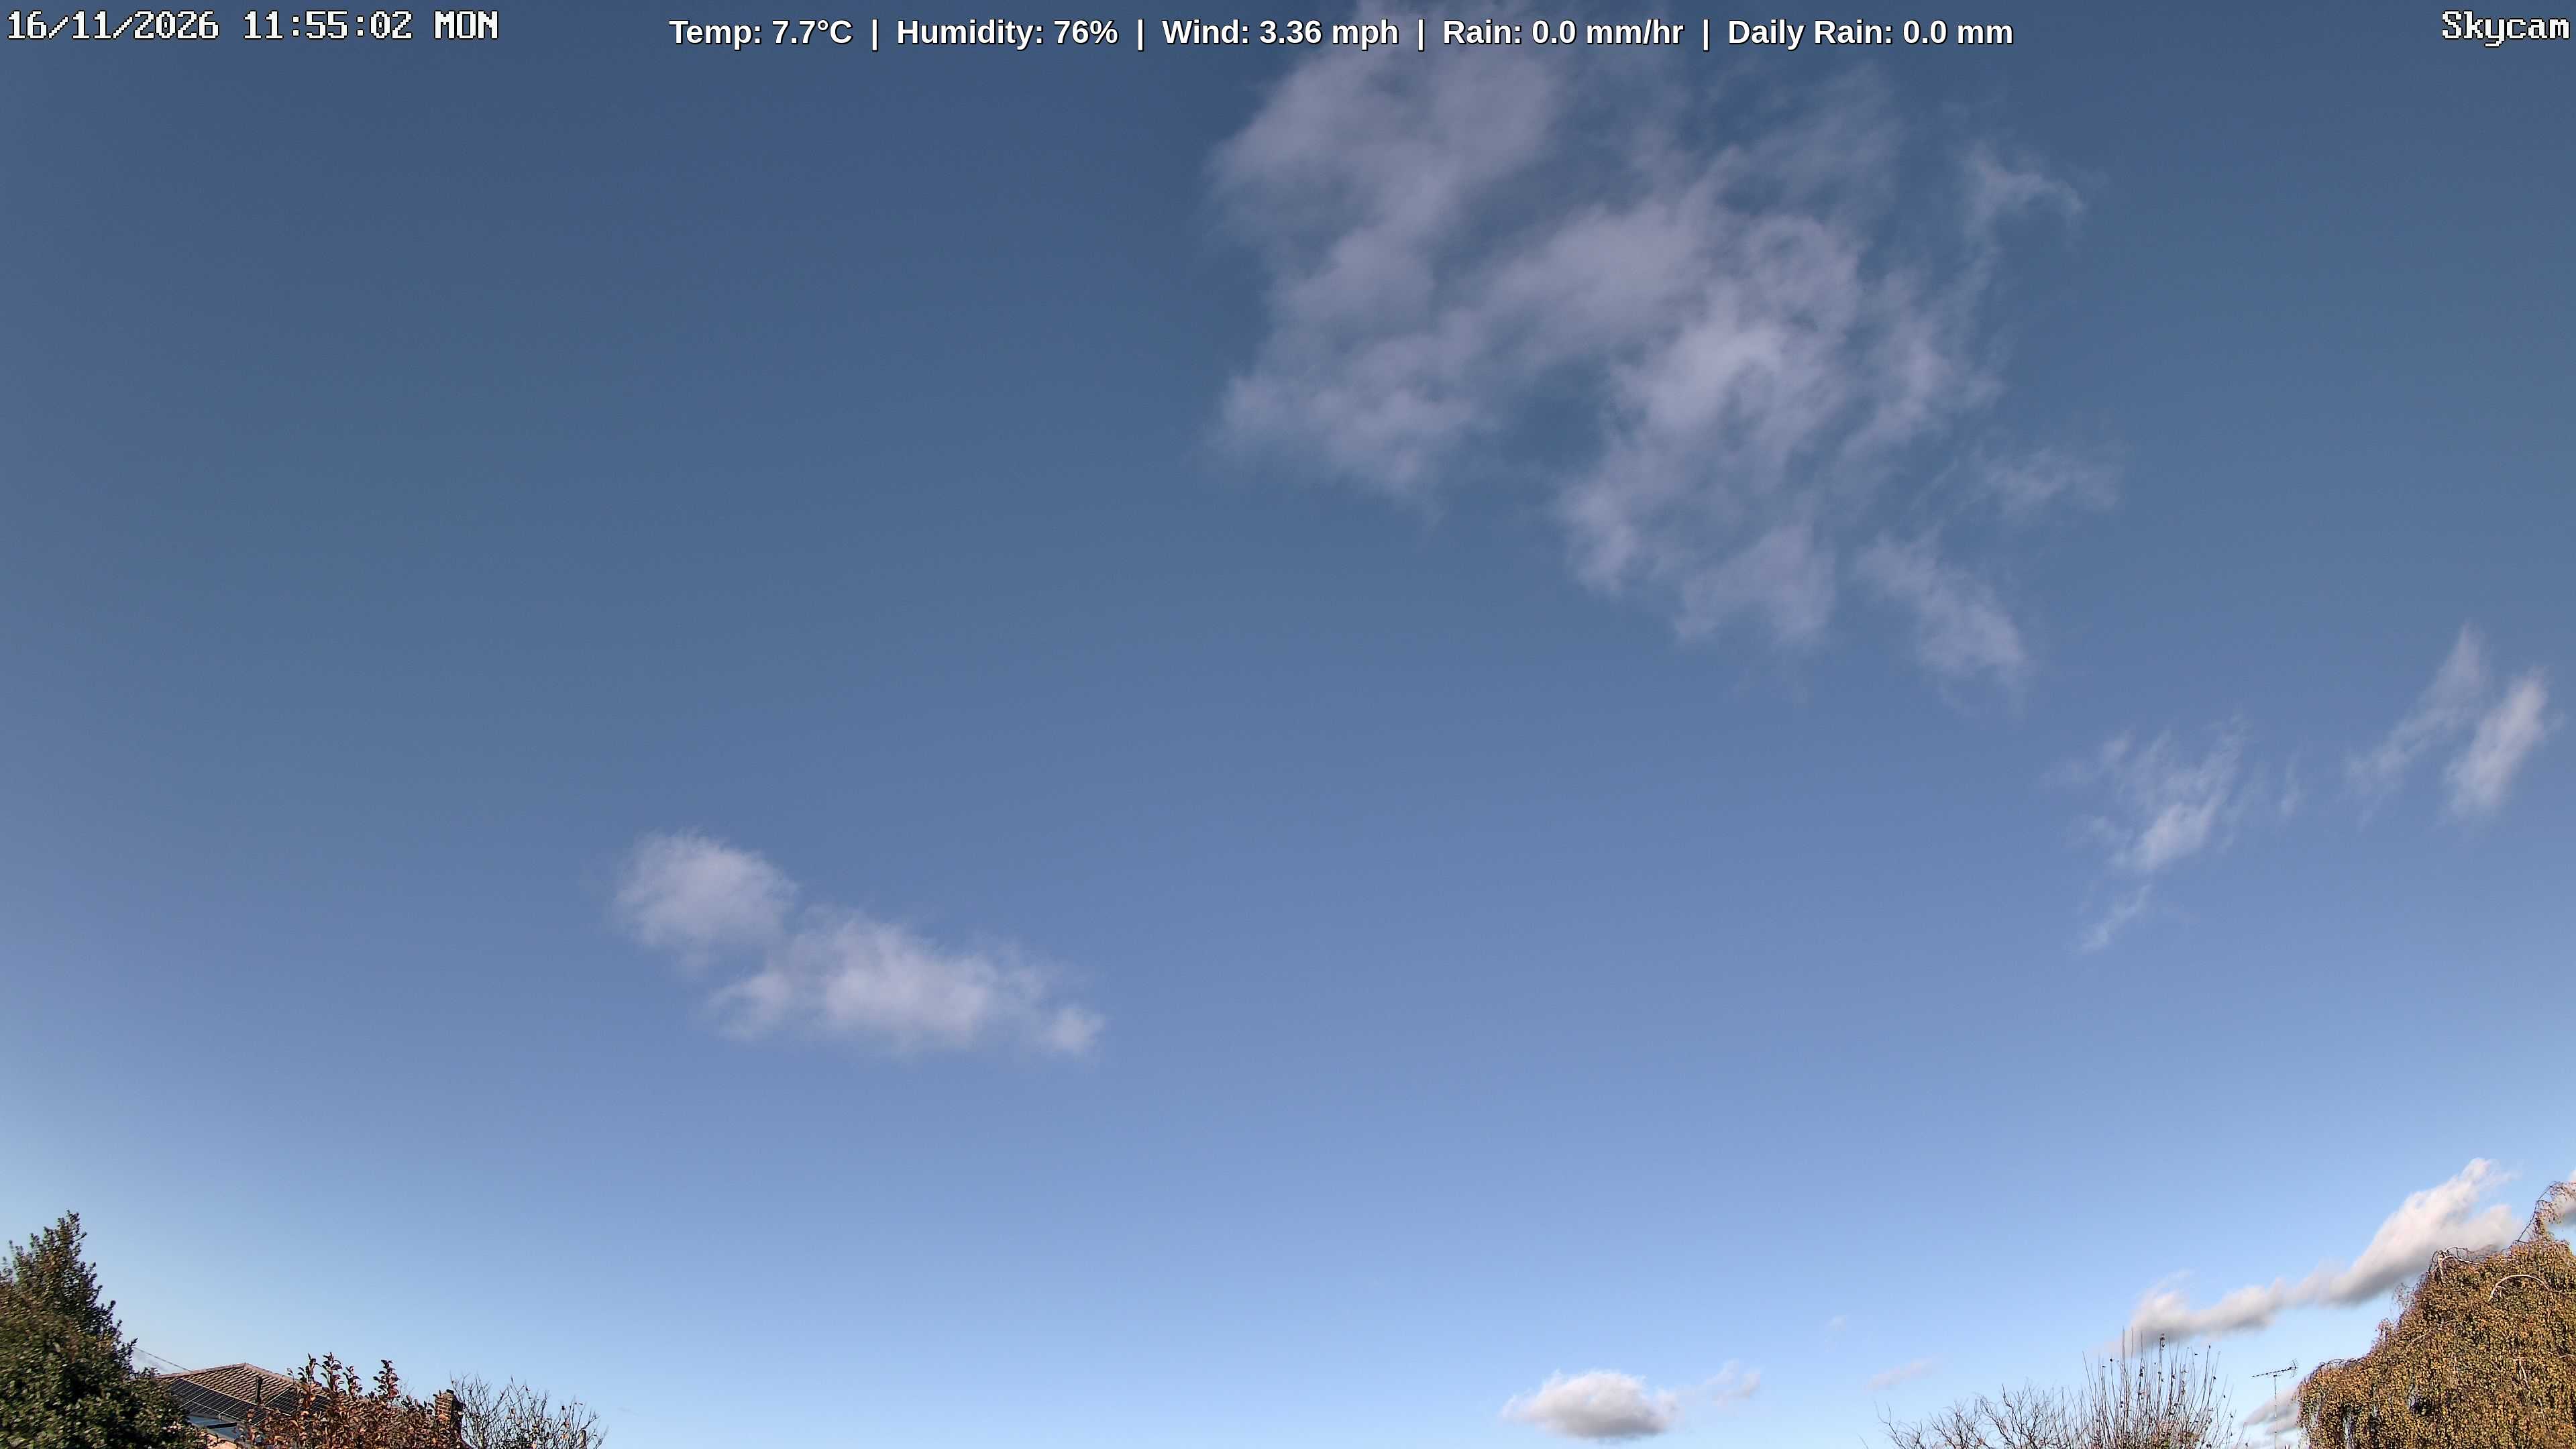 16/11/2026 11:55:02 MON
Temp: 7.7°C | Humidity: 76% | Wind: 3.36 mph | Rain: 0.0 mm/hr | Daily Rain: 0.0 mm
Skycam